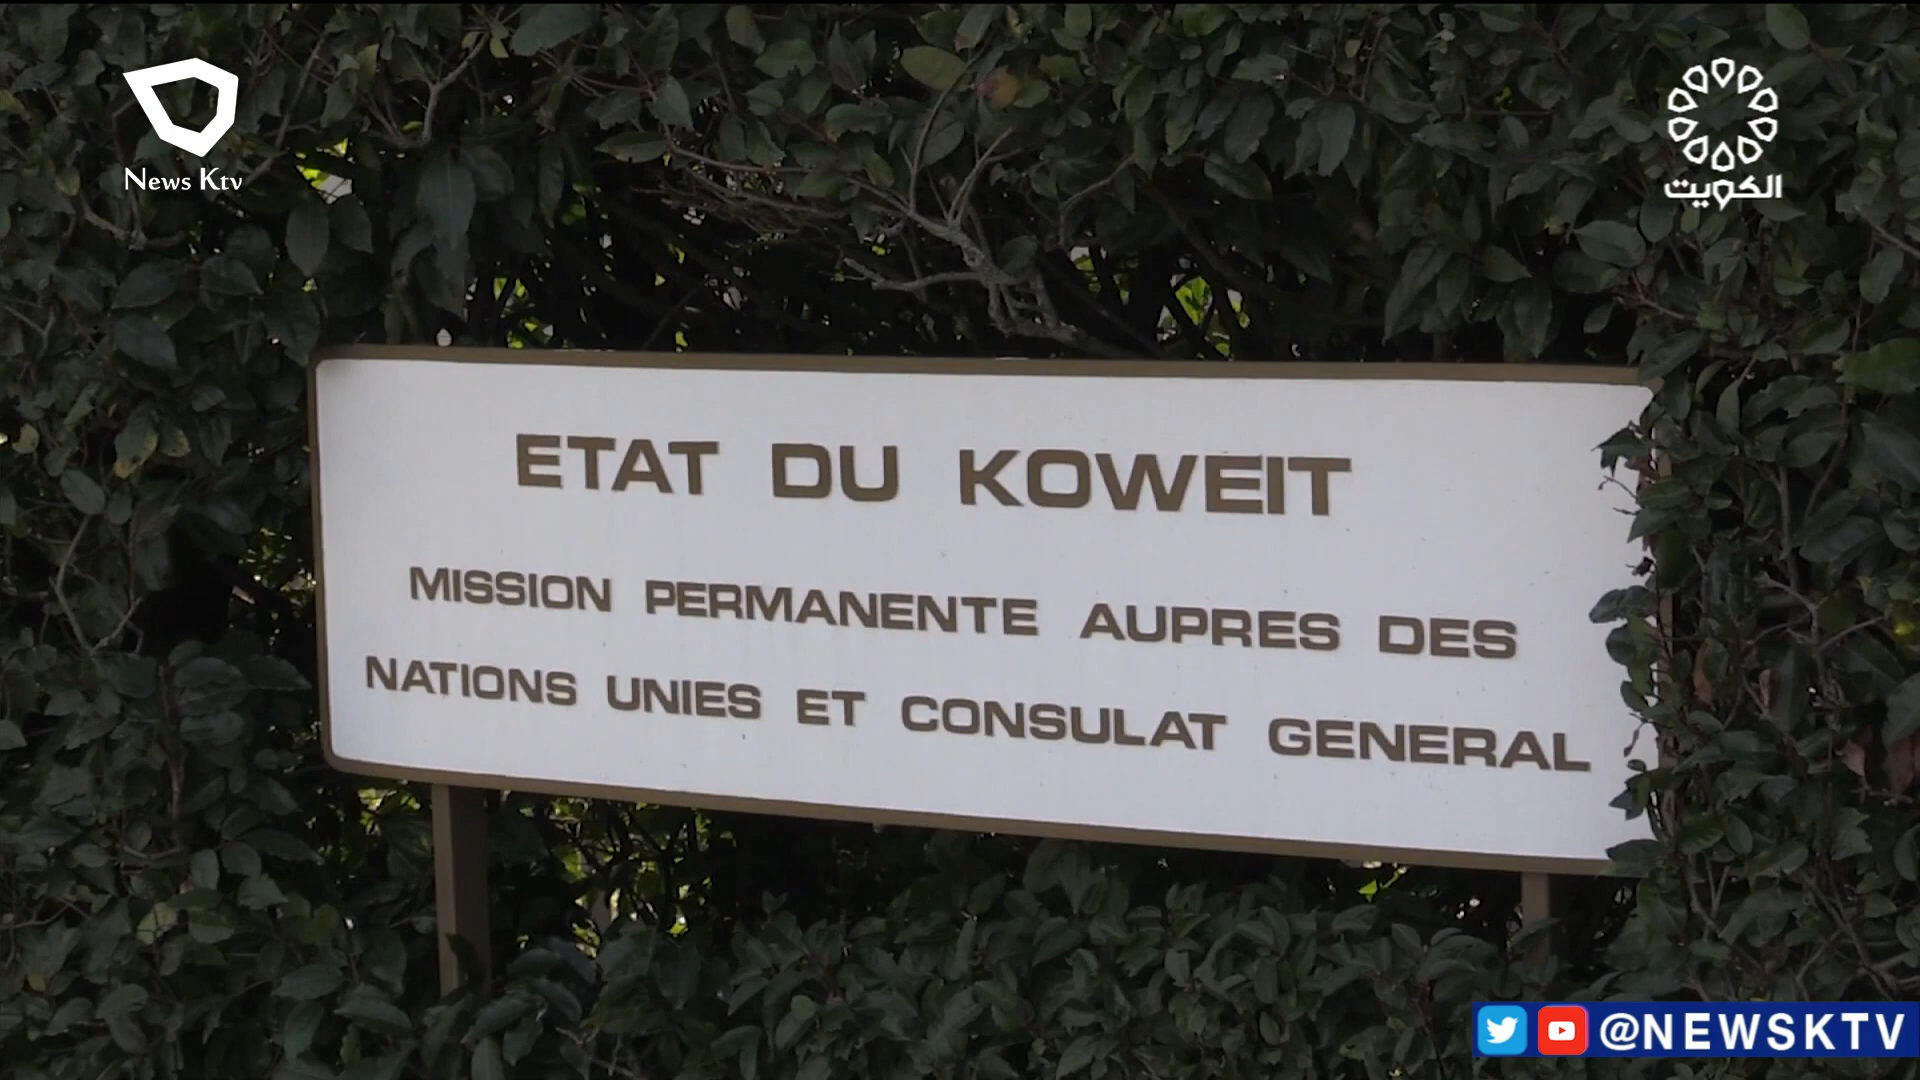 News Ktv
الكويت
ETAT DU KOWEIT
MISSION PERMANENTE AUPRES DES
NATIONS UNIES ET CONSULAT GENERAL
@NEWSKTV